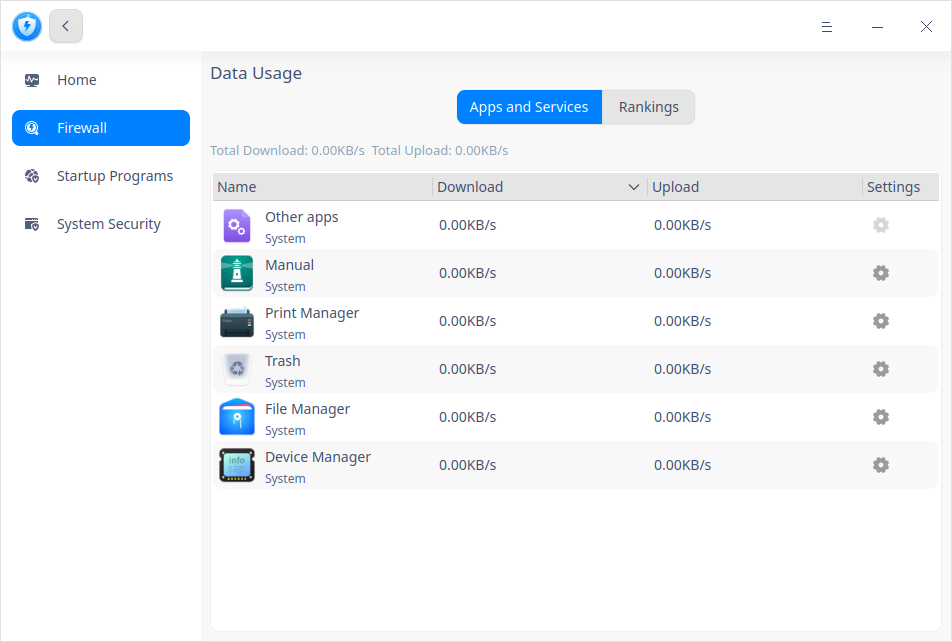 Home
Firewall
Startup Programs
System Security
Data Usage
Apps and Services Rankings
Total Download: 0.00KB/s Total Upload: 0.00KB/s
Name Download Upload Settings
Other apps
System
0.00KB/s 0.00KB/s
Manual
System
0.00KB/s 0.00KB/s
Print Manager
System
0.00KB/s 0.00KB/s
Trash
System
0.00KB/s 0.00KB/s
File Manager
System
0.00KB/s 0.00KB/s
info
Device Manager
System
0.00KB/s 0.00KB/s